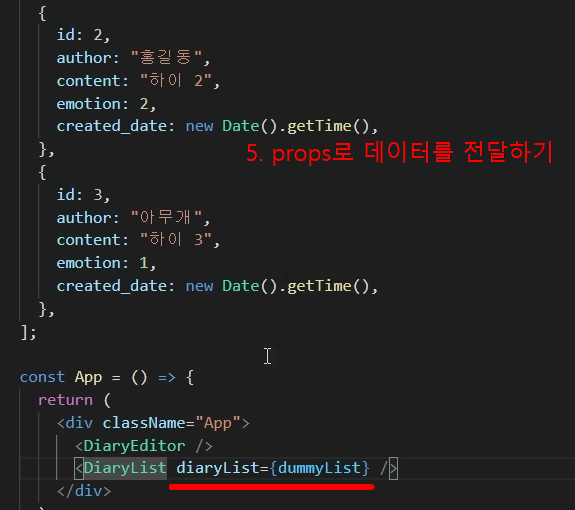 {
id: 2,
author: "홍길동",
content: "하이 2",
emotion: 2,
created_date: new Date().getTime(),
},
5. props로 데이터를 전달하기
{
id: 3,
author: "아무개",
content: "하이 3",
emotion: 1,
created_date: new Date().getTime(),
},
];
const App = () => {
return (
<div className="App">
<DiaryEditor />
<DiaryList diaryList={dummyList} />
</div>